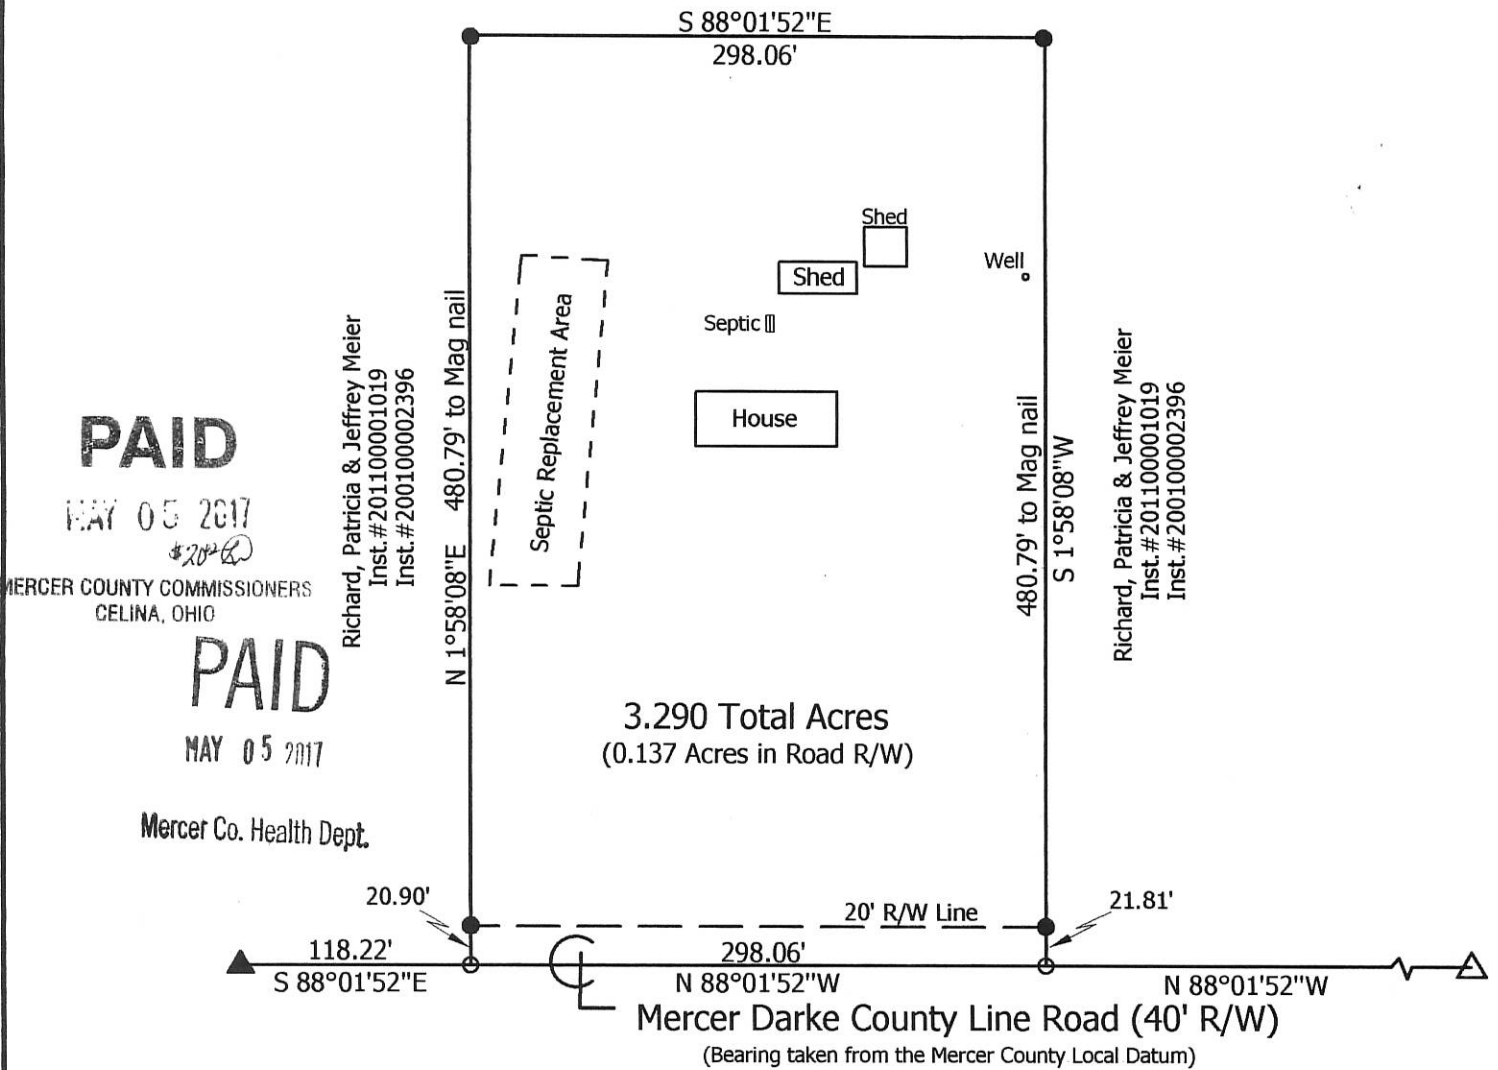 S 88°01'52"E
298.06'
Shed
Shed
Well
Septic
House
Septic Replacement Area
N 1°58'08"E 480.79' to Mag nail
Richard, Patricia & Jeffrey Meier
Inst.#201100001019
Inst.#200100002396
480.79' to Mag nail
S 1°58'08"W
Richard, Patricia & Jeffrey Meier
Inst.#201100001019
Inst.#200100002396
PAID
MAY 05 2017
MERCER COUNTY COMMISSIONERS
CELINA, OHIO
PAID
MAY 05 2017
Mercer Co. Health Dept.
3.290 Total Acres
(0.137 Acres in Road R/W)
20.90'
20' R/W Line
21.81'
118.22'
298.06'
S 88°01'52"E
N 88°01'52"W
N 88°01'52"W
Mercer Darke County Line Road (40' R/W)
(Bearing taken from the Mercer County Local Datum)